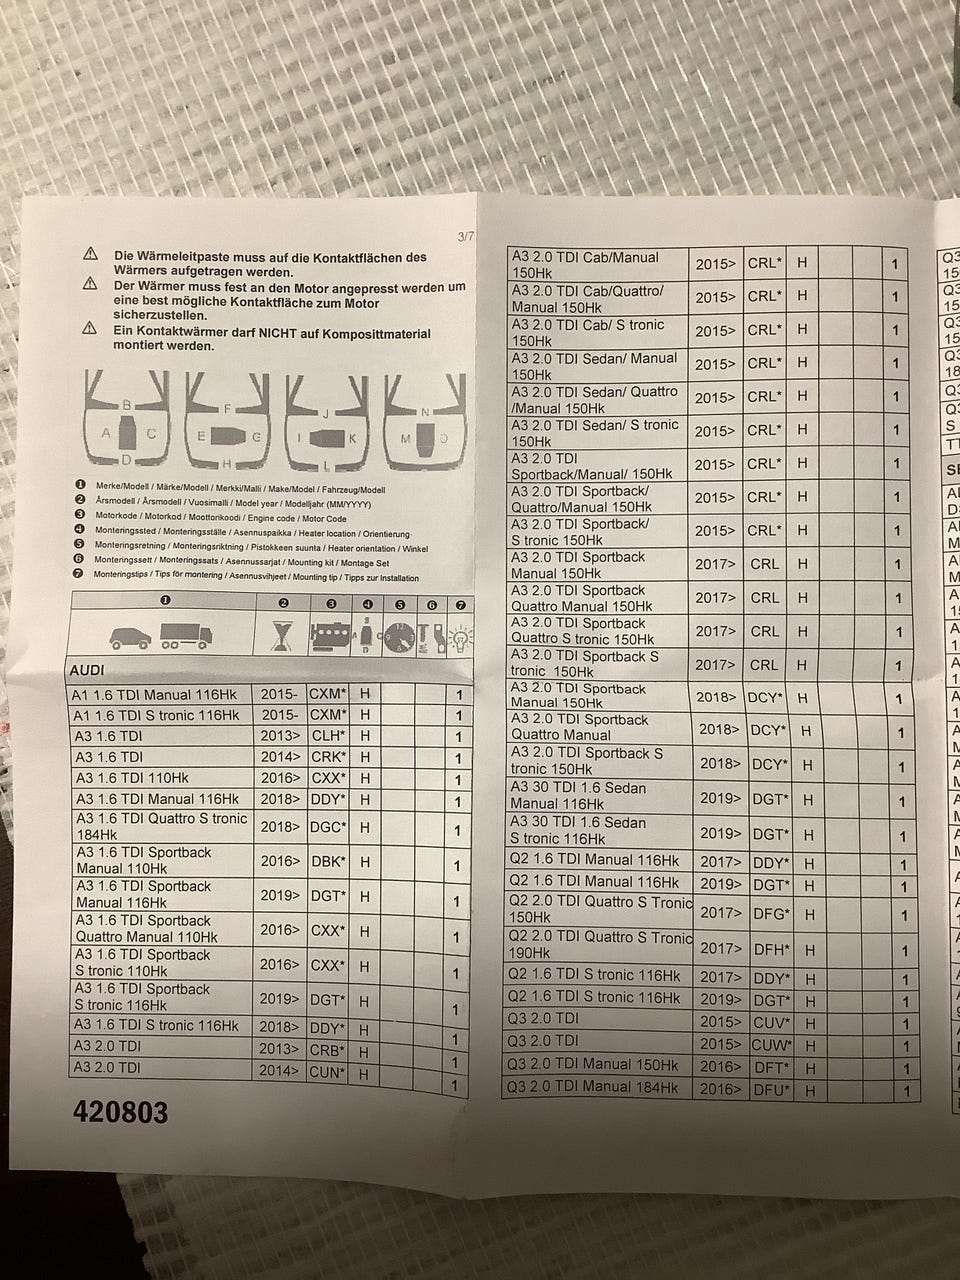 3/7
Die Wärmeleitpaste muss auf die Kontaktflächen des
Wärmers aufgetragen werden.
Der Wärmer muss fest an den Motor angepresst werden um
eine best mögliche Kontaktfläche zum Motor
sicherzustellen.
Ein Kontaktwärmer darf NICHT auf Komposittmaterial
montiert werden.
B F J N
A C E G I K M O
D H L
❶ Merke/Modell / Märke/Modell / Merkki/Malli / Make/Model / Fahrzeug/Modell
❷ Årsmodell / Årsmodell / Vuosimalli / Model year / Modelljahr (MM/YYYY)
❸ Motorkode / Motorkod / Moottorikoodi / Engine code / Motor Code
❹ Monteringssted / Monteringsställe / Asennuspaikka / Heater location / Orientierung
❺ Monteringsretning / Monteringsriktning / Pistokkeen suunta / Heater orientation / Winkel
❻ Monteringssett / Monteringssats / Asennussarjat / Mounting kit / Montage Set
❼ Monteringstips / Tips för montering / Asennusvihjeet / Mounting tip / Tipps zur Installation
❶ ❷ ❸ ❹ ❺ ❻ ❼
AUDI
A1 1.6 TDI Manual 116Hk 2015- CXM* H 1
A1 1.6 TDI S tronic 116Hk 2015- CXM* H 1
A3 1.6 TDI 2013> CLH* H 1
A3 1.6 TDI 2014> CRK* H 1
A3 1.6 TDI 110Hk 2016> CXX* H 1
A3 1.6 TDI Manual 116Hk 2018> DDY* H 1
A3 1.6 TDI Quattro S tronic
184Hk 2018> DGC* H 1
A3 1.6 TDI Sportback
Manual 110Hk 2016> DBK* H 1
A3 1.6 TDI Sportback
Manual 116Hk 2019> DGT* H 1
A3 1.6 TDI Sportback
Quattro Manual 110Hk 2016> CXX* H 1
A3 1.6 TDI Sportback
S tronic 110Hk 2016> CXX* H 1
A3 1.6 TDI Sportback
S tronic 116Hk 2019> DGT* H 1
A3 1.6 TDI S tronic 116Hk 2018> DDY* H 1
A3 2.0 TDI 2013> CRB* H 1
A3 2.0 TDI 2014> CUN* H 1
420803
A3 2.0 TDI Cab/Manual
150Hk 2015> CRL* H 1
A3 2.0 TDI Cab/Quattro/
Manual 150Hk 2015> CRL* H 1
A3 2.0 TDI Cab/ S tronic
150Hk 2015> CRL* H 1
A3 2.0 TDI Sedan/ Manual
150Hk 2015> CRL* H 1
A3 2.0 TDI Sedan/ Quattro
/Manual 150Hk 2015> CRL* H 1
A3 2.0 TDI Sedan/ S tronic
150Hk 2015> CRL* H 1
A3 2.0 TDI
Sportback/Manual/ 150Hk 2015> CRL* H 1
A3 2.0 TDI Sportback/
Quattro/Manual 150Hk 2015> CRL* H 1
A3 2.0 TDI Sportback/
S tronic 150Hk 2015> CRL* H 1
A3 2.0 TDI Sportback
Manual 150Hk 2017> CRL H 1
A3 2.0 TDI Sportback
Quattro Manual 150Hk 2017> CRL H 1
A3 2.0 TDI Sportback
Quattro S tronic 150Hk 2017> CRL H 1
A3 2.0 TDI Sportback S
tronic 150Hk 2017> CRL H 1
A3 2.0 TDI Sportback
Manual 150Hk 2018> DCY* H 1
A3 2.0 TDI Sportback
Quattro Manual 2018> DCY* H 1
A3 2.0 TDI Sportback S
tronic 150Hk 2018> DCY* H 1
A3 30 TDI 1.6 Sedan
Manual 116Hk 2019> DGT* H 1
A3 30 TDI 1.6 Sedan
S tronic 116Hk 2019> DGT* H 1
Q2 1.6 TDI Manual 116Hk 2017> DDY* H 1
Q2 1.6 TDI Manual 116Hk 2019> DGT* H 1
Q2 2.0 TDI Quattro S Tronic
150Hk 2017> DFG* H 1
Q2 2.0 TDI Quattro S Tronic
190Hk 2017> DFH* H 1
Q2 1.6 TDI S tronic 116Hk 2017> DDY* H 1
Q2 1.6 TDI S tronic 116Hk 2019> DGT* H 1
Q3 2.0 TDI 2015> CUV* H 1
Q3 2.0 TDI 2015> CUW* H 1
Q3 2.0 TDI Manual 150Hk 2016> DFT* H 1
Q3 2.0 TDI Manual 184Hk 2016> DFU* H 1